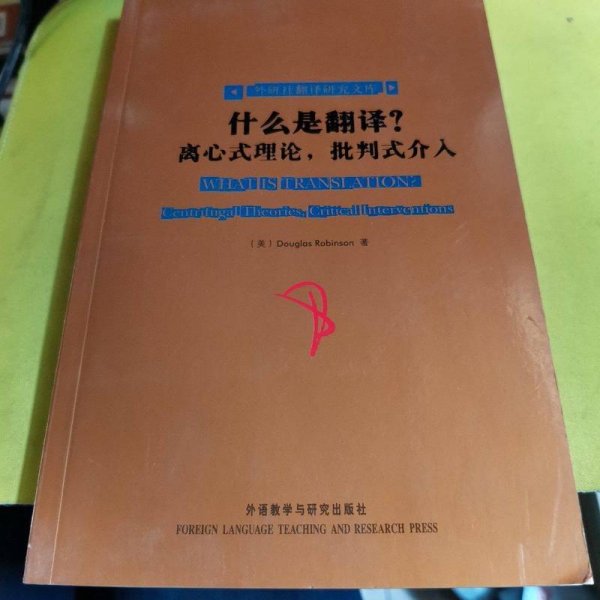 外研社翻译研究文库
什么是翻译?
离心式理论，批判式介入
WHAT IS TRANSLATION?
Centrifugal Theories, Critical Interventions
（美）Douglas Robinson 著
外语教学与研究出版社
FOREIGN LANGUAGE TEACHING AND RESEARCH PRESS